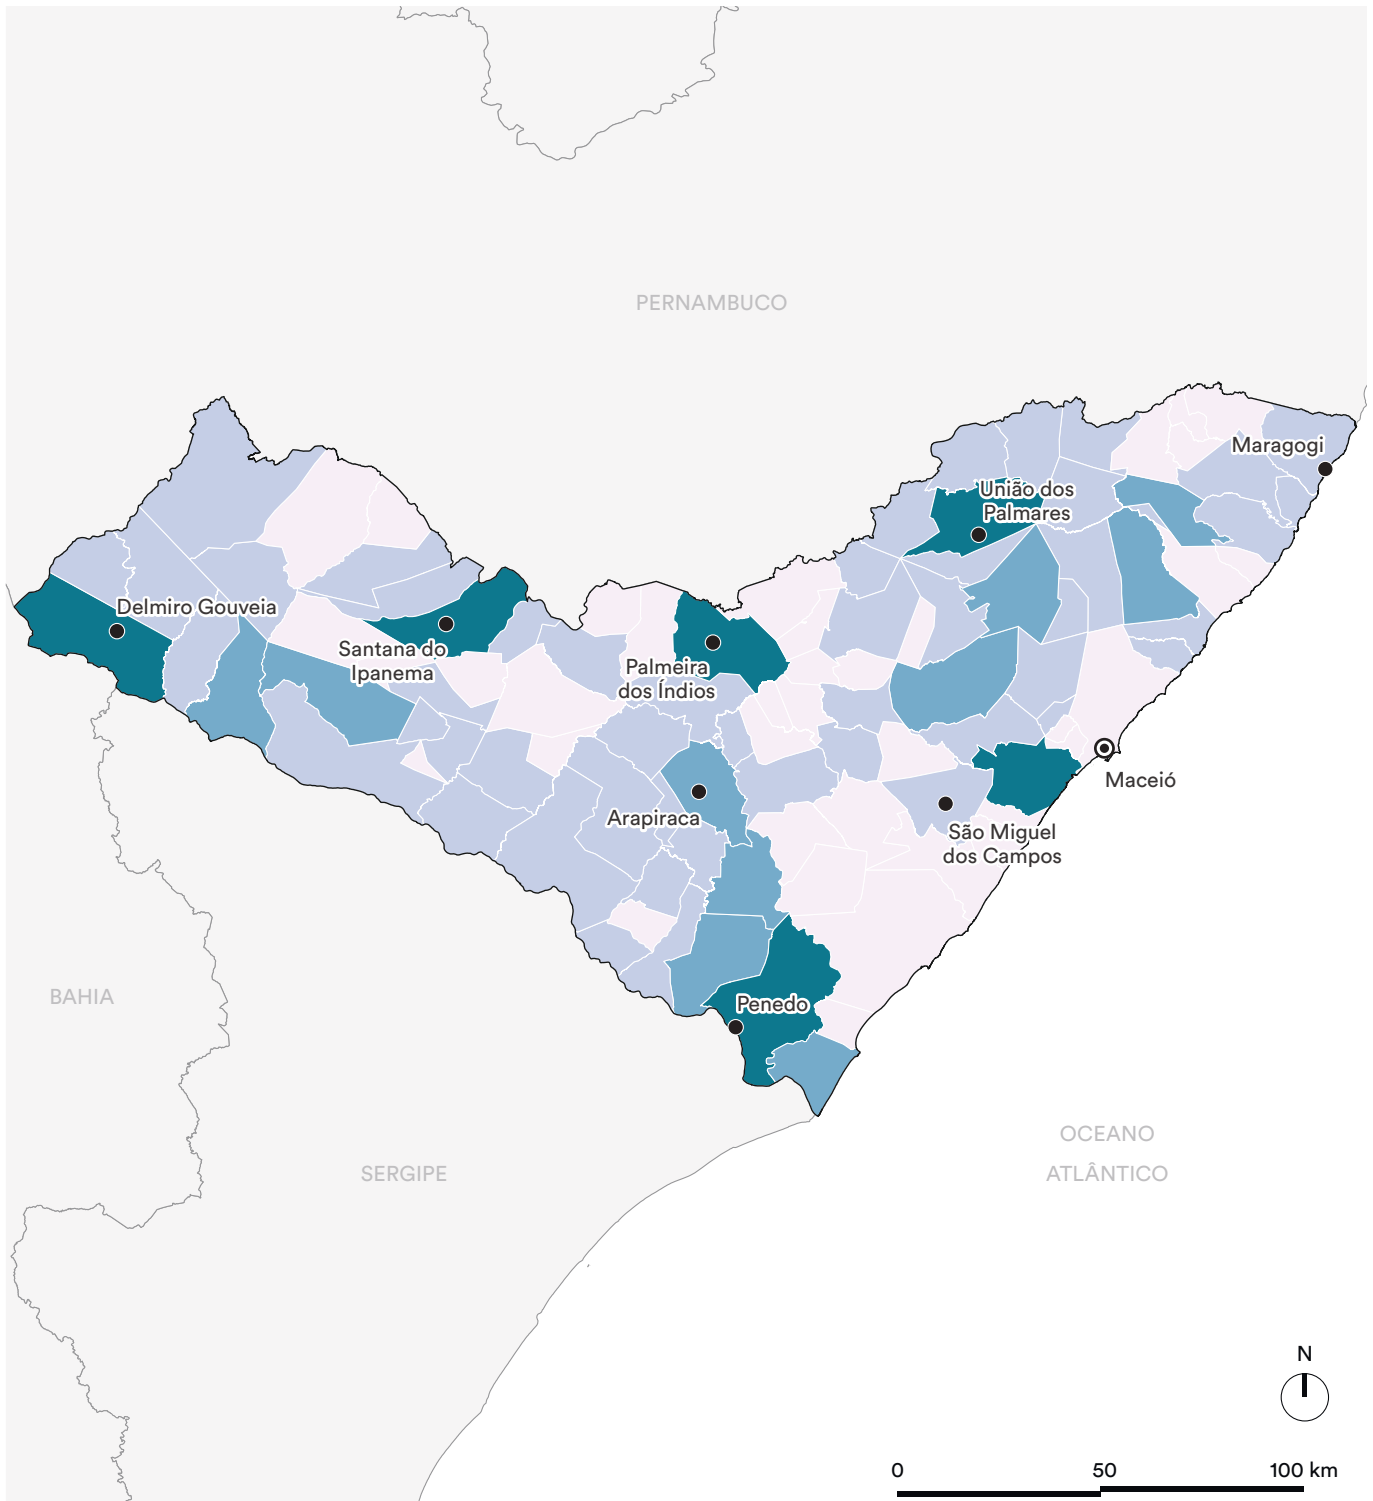 PERNAMBUCO
Maragogi
União dos
Palmares
Delmiro Gouveia
Santana do
Ipanema
Palmeira
dos Índios
Maceió
Arapiraca
São Miguel
dos Campos
BAHIA
Penedo
OCEANO
ATLÂNTICO
SERGIPE
N
0 50 100 km